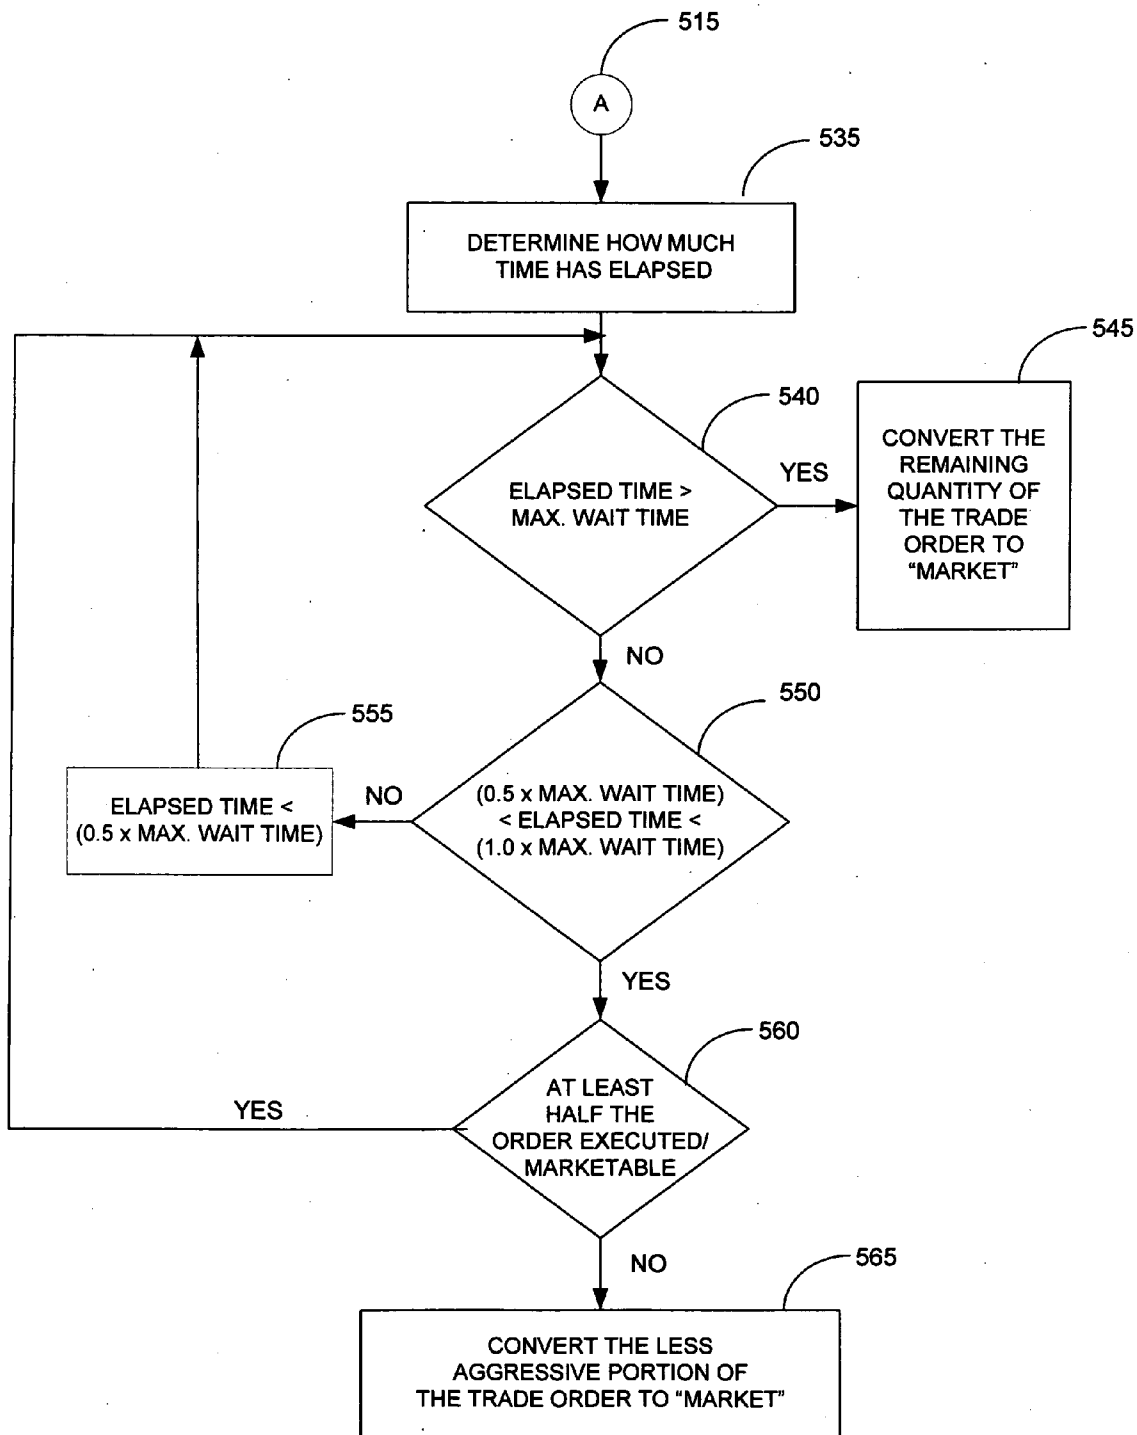 515
A
535
DETERMINE HOW MUCH
TIME HAS ELAPSED
545
540
CONVERT THE
REMAINING
QUANTITY OF
THE TRADE
ORDER TO
“MARKET”
YES
ELAPSED TIME >
MAX. WAIT TIME
NO
550
555
NO
(0.5 x MAX. WAIT TIME)
< ELAPSED TIME <
(1.0 x MAX. WAIT TIME)
ELAPSED TIME <
(0.5 x MAX. WAIT TIME)
YES
560
AT LEAST
HALF THE
ORDER EXECUTED/
MARKETABLE
YES
NO
565
CONVERT THE LESS
AGGRESSIVE PORTION OF
THE TRADE ORDER TO “MARKET”